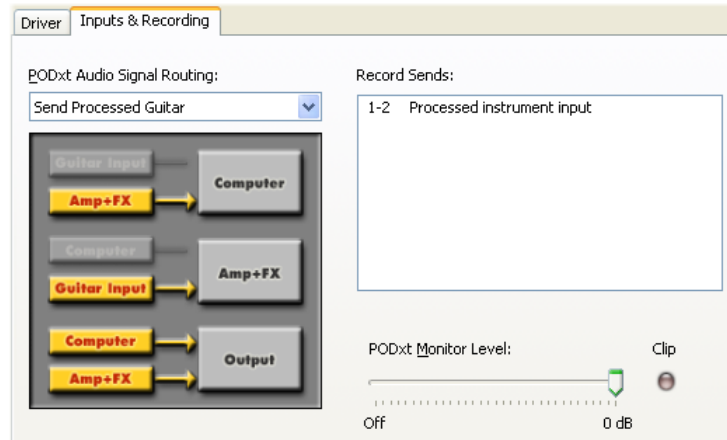 Driver
Inputs & Recording
PODxt Audio Signal Routing:
Send Processed Guitar
Guitar Input
Amp+FX
Computer
Computer
Guitar Input
Amp+FX
Computer
Amp+FX
Output
Record Sends:
1-2 Processed instrument input
PODxt Monitor Level:
Clip
Off
0 dB